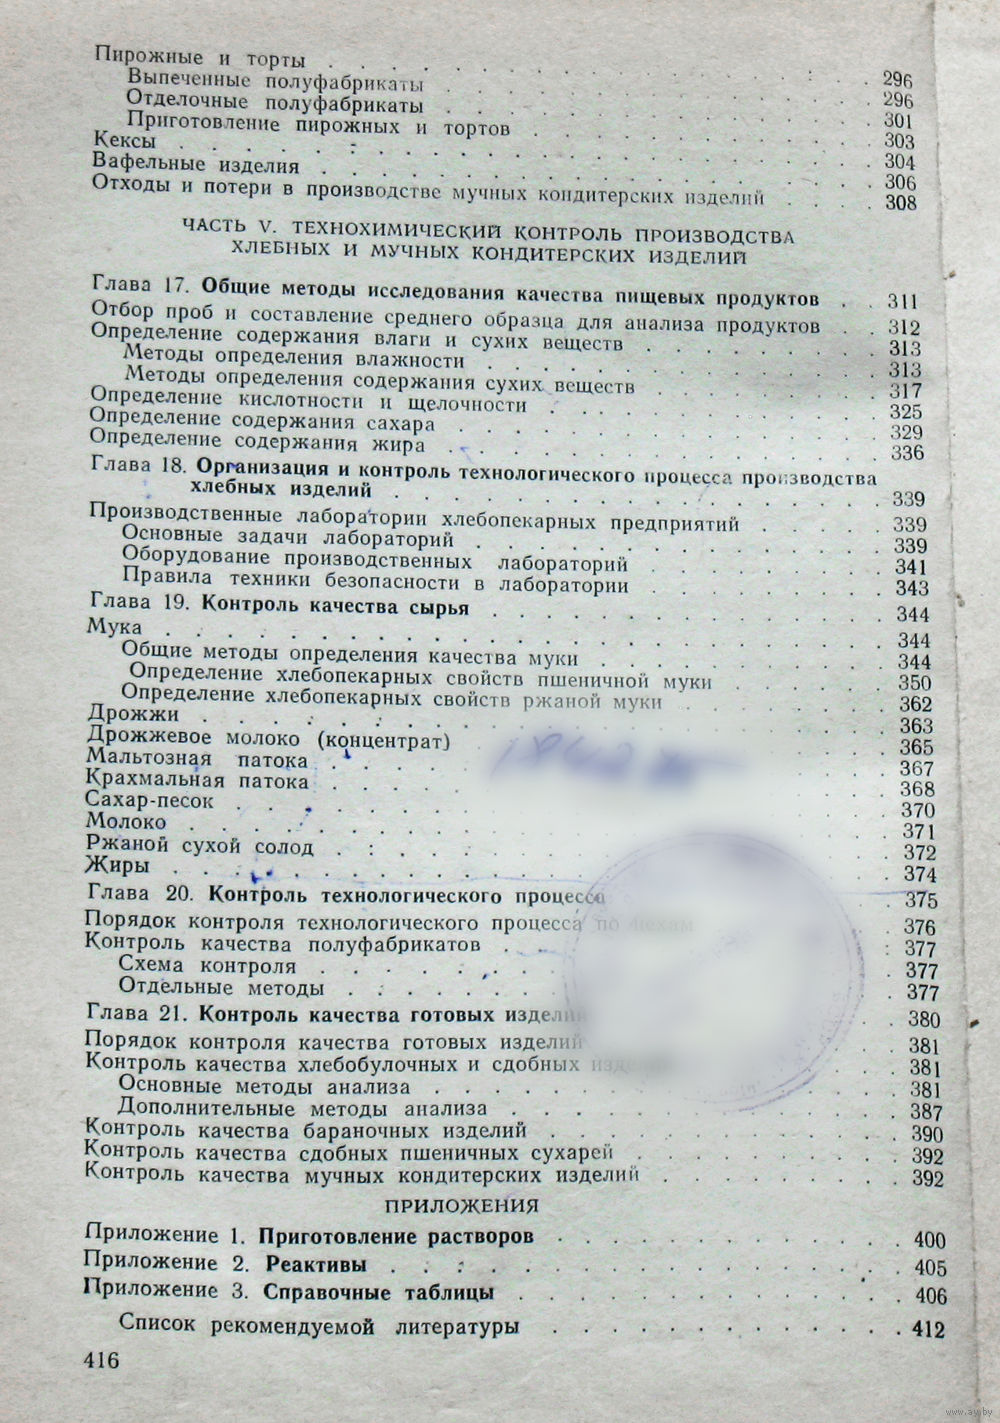 Пирожные и торты . . . . . . . . . . . . . 296
Выпеченные полуфабрикаты . . . . . . . . . . . 296
Отделочные полуфабрикаты . . . . . . . . . . . 301
Приготовление пирожных и тортов . . . . . . . . . 303
Кексы . . . . . . . . . . . . . . . . . 304
Вафельные изделия . . . . . . . . . . . . . 306
Отходы и потери в производстве мучных кондитерских изделий . . . . 308
ЧАСТЬ V. ТЕХНОХИМИЧЕСКИЙ КОНТРОЛЬ ПРОИЗВОДСТВА
ХЛЕБНЫХ И МУЧНЫХ КОНДИТЕРСКИХ ИЗДЕЛИЙ
Глава 17. Общие методы исследования качества пищевых продуктов . . 311
Отбор проб и составление среднего образца для анализа продуктов . . 312
Определение содержания влаги и сухих веществ . . . . . . . 313
Методы определения влажности . . . . . . . . . . 313
Методы определения содержания сухих веществ . . . . . . 317
Определение кислотности и щелочности . . . . . . . . 325
Определение содержания сахара . . . . . . . . . . 329
Определение содержания жира . . . . . . . . . . 336
Глава 18. Организация и контроль технологического процесса производства
хлебных изделий . . . . . . . . . . . . 339
Производственные лаборатории хлебопекарных предприятий . . . . 339
Основные задачи лабораторий . . . . . . . . . . 339
Оборудование производственных лабораторий . . . . . . 341
Правила техники безопасности в лаборатории . . . . . . 343
Глава 19. Контроль качества сырья . . . . . . . . . . 344
Мука . . . . . . . . . . . . . . . . . 344
Общие методы определения качества муки . . . . . . . 344
Определение хлебопекарных свойств пшеничной муки . . . . 350
Определение хлебопекарных свойств ржаной муки . . . . . 362
Дрожжи . . . . . . . . . . . . . . . . 363
Дрожжевое молоко (концентрат) . . . . . . . . . . 365
Мальтозная патока . . . . . 367
Крахмальная патока . . . . . 368
Сахар-песок . . . . . . . 370
Молоко . . . . . . . . . 371
Ржаной сухой солод . . . . . . 372
Жиры . . . . . . . . . . . 374
Глава 20. Контроль технологического процесса 375
Порядок контроля технологического процесса по цехам . 376
Контроль качества полуфабрикатов . . . 377
Схема контроля . . . . . . . . 377
Отдельные методы . . . . . . . 377
Глава 21. Контроль качества готовых изделий . . 380
Порядок контроля качества готовых изделий . . 381
Контроль качества хлебобулочных и сдобных изделий . . 381
Основные методы анализа . . . . . . . . . . . 381
Дополнительные методы анализа . . . . . . . . . 387
Контроль качества бараночных изделий . . . . . . . . 390
Контроль качества сдобных пшеничных сухарей . . . . . . 392
Контроль качества мучных кондитерских изделий . . . . . . 392
ПРИЛОЖЕНИЯ
Приложение 1. Приготовление растворов . . . . . . . . . 400
Приложение 2. Реактивы . . . . . . . . . . . . . 405
Приложение 3. Справочные таблицы . . . . . . . . . . 406
Список рекомендуемой литературы . . . . . . . . . 412
416
www.ay.by